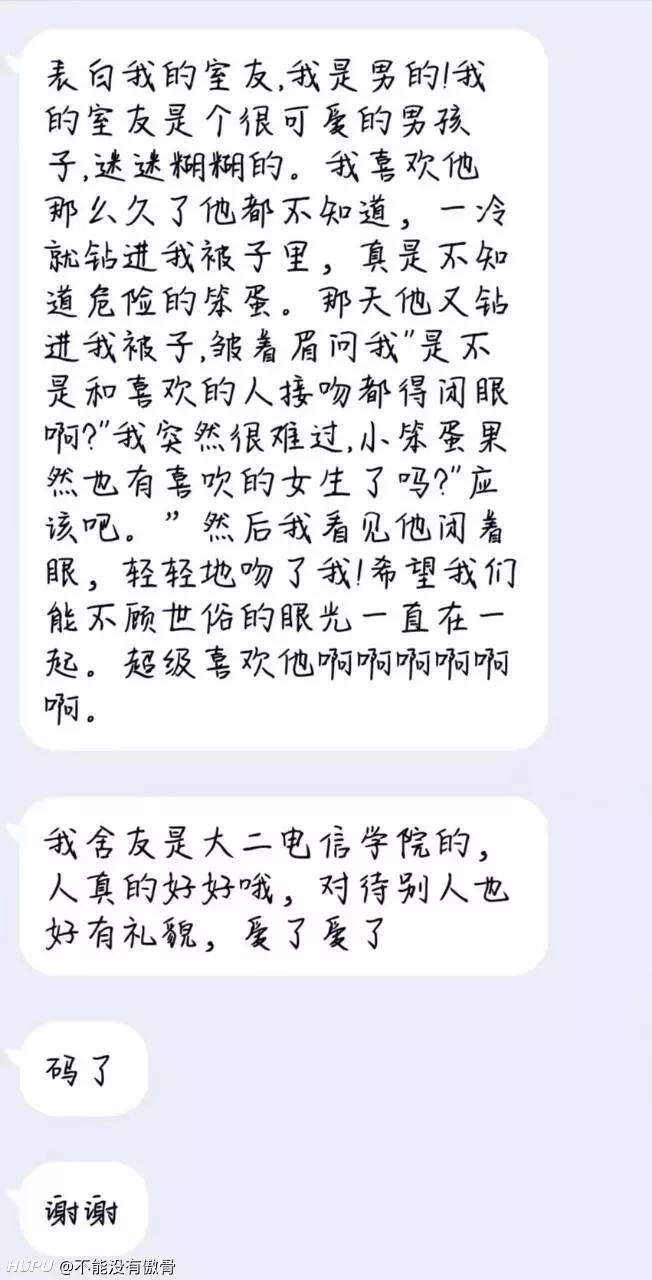 表白我的室友,我是男的!我
的室友是个很可爱的男孩
子,迷迷糊糊的。我喜欢他
那么久了他都不知道，一冷
就钻进我被子里，真是不知
道危险的笨蛋。那天他又钻
进我被子,皱着眉问我"是不
是和喜欢的人接吻都得闭眼
啊?"我突然很难过,小笨蛋果
然也有喜欢的女生了吗?"应
该吧。”然后我看见他闭着
眼，轻轻地吻了我!希望我们
能不顾世俗的眼光一直在一
起。超级喜欢他啊啊啊啊啊
啊。
我舍友是大二电信学院的，
人真的好好哦，对待别人也
好有礼貌，爱了爱了
码了
谢谢
HUPU @不能没有傲骨